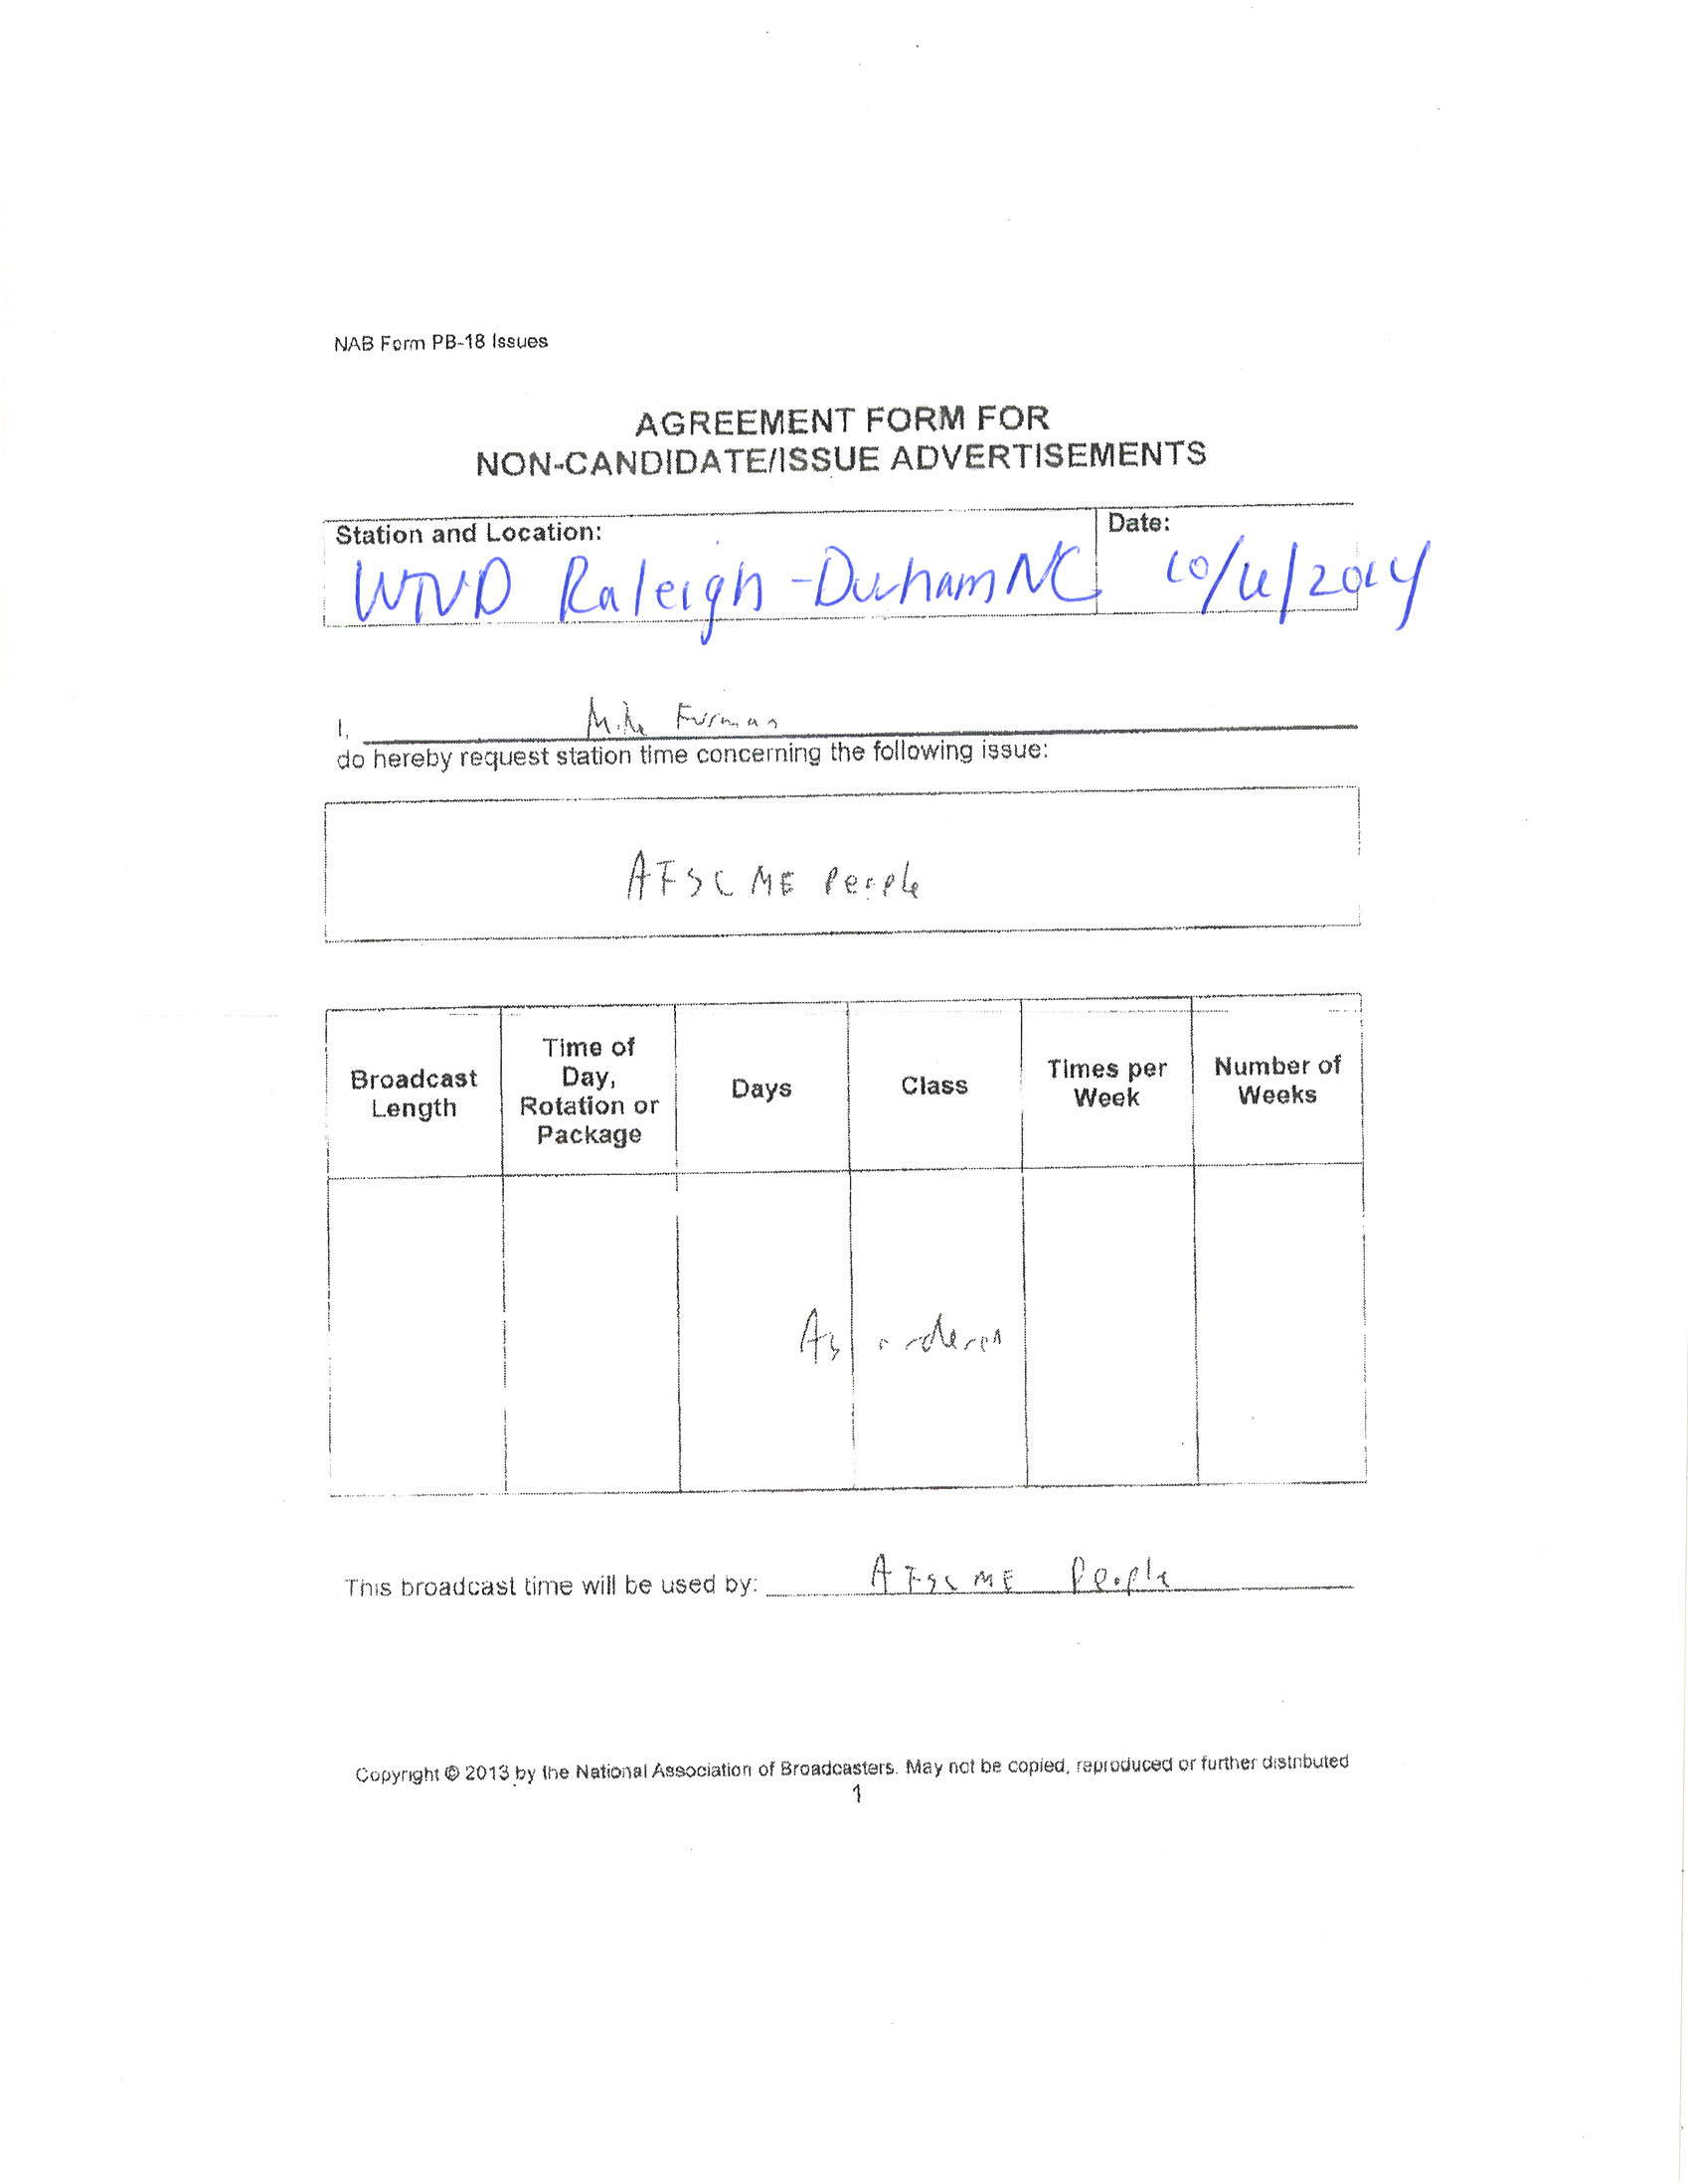 NAB Form PB-18 Issues
AGREEMENT FORM FOR
NON-CANDIDATE/ISSUE ADVERTISEMENTS
Station and Location:
Date:
WTVD Raleigh-Durham NC
I, Furman
do hereby request station time concerning the following issue:
AFSCME People
Broadcast Length
Time of Day, Rotation or Package
Days
Class
Times per Week
Number of Weeks
As ordered
This broadcast time will be used by: AFSCME People
Copyright © 2013 by the National Association of Broadcasters. May not be copied, reproduced or further distributed
1